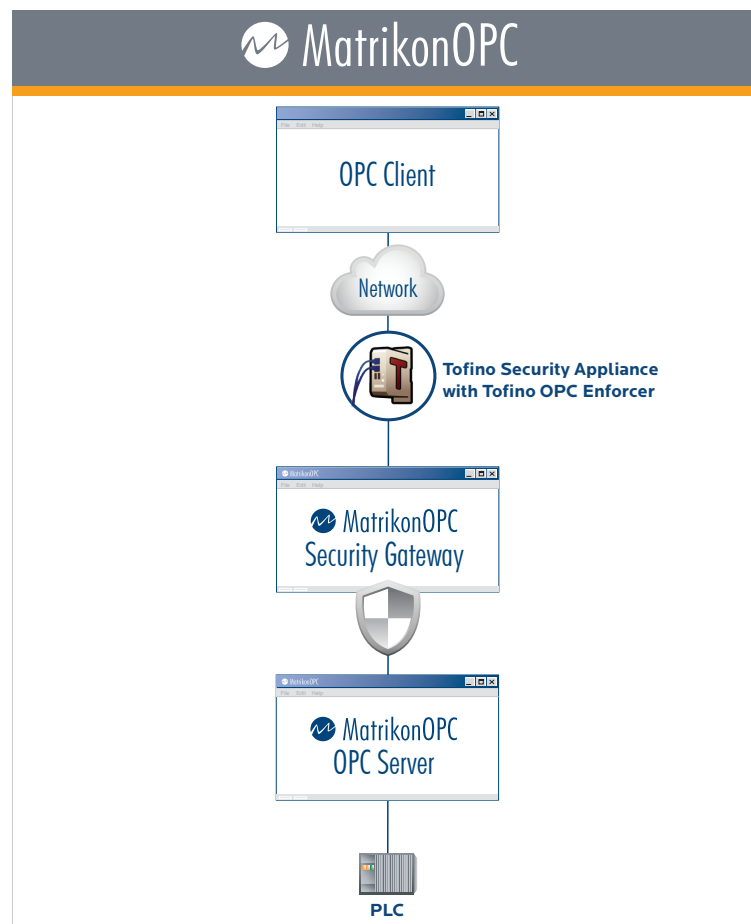 MatrikonOPC
File Edit Help
OPC Client
Network
Tofino Security Appliance
with Tofino OPC Enforcer
MatrikonOPC
File Edit Help
MatrikonOPC
Security Gateway
MatrikonOPC
File Edit Help
MatrikonOPC
OPC Server
PLC